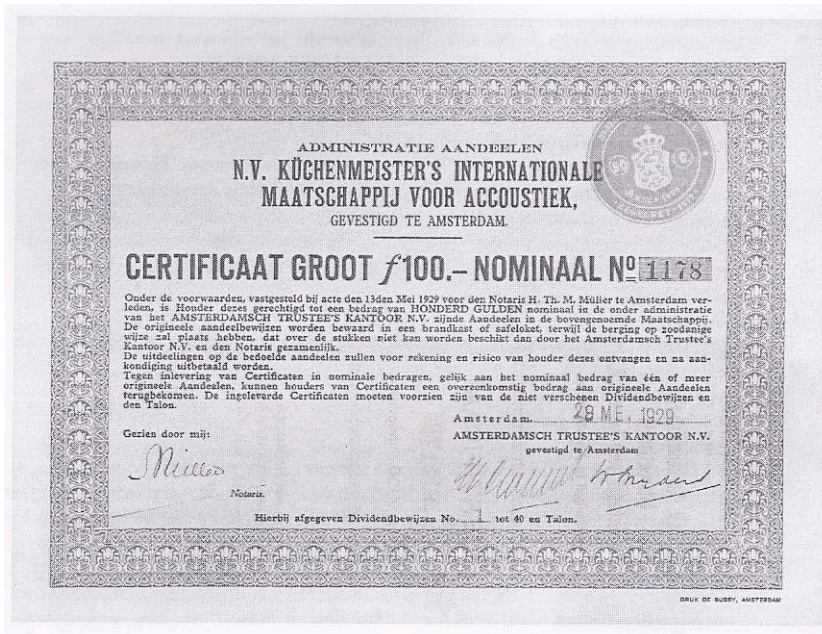 ADMINISTRATIE AANDEELEN
N.V. KÜCHENMEISTER'S INTERNATIONALE
MAATSCHAPPIJ VOOR ACCOUSTIEK,
GEVESTIGD TE AMSTERDAM.
CERTIFICAAT GROOT ƒ100.- NOMINAAL Nº 1178
Onder de voorwaarden, vastgesteld bij acte den 13den Mei 1929 voor den Notaris H. Th. M. Müller te Amsterdam ver-
leden, is Houder dezes gerechtigd tot een bedrag van HONDERD GULDEN nominaal in de onder administratie
van het AMSTERDAMSCH TRUSTEE'S KANTOOR N.V. zijnde Aandeelen in de bovengenoemde Maatschappij.
De origineele aandeelbewijzen worden bewaard in een brandkast of safeloket, terwijl de berging op zoodanige
wijze zal plaats hebben, dat over de stukken niet kan worden beschikt dan door het Amsterdamsch Trustee's
Kantoor N.V. en den Notaris gezamenlijk.
De uitdeelingen op de bedoelde aandeelen zullen voor rekening en risico van houder dezes ontvangen en na aan-
kondiging uitbetaald worden.
Tegen inlevering van Certificaten in nominale bedragen, gelijk aan het nominaal bedrag van één of meer
origineele Aandeelen, kunnen houders van Certificaten een overeenkomstig bedrag aan origineele Aandeelen
terugbekomen. De ingeleverde Certificaten moeten voorzien zijn van de niet verschenen Dividendbewijzen en
den Talon.
Amsterdam, 28 MEI 1929
Gezien door mij:
AMSTERDAMSCH TRUSTEE'S KANTOOR N.V.
gevestigd te Amsterdam
Müller
Notaris.
Hierbij afgegeven Dividendbewijzen No. 1 tot 40 en Talon.
DRUK DE BUSSY, AMSTERDAM